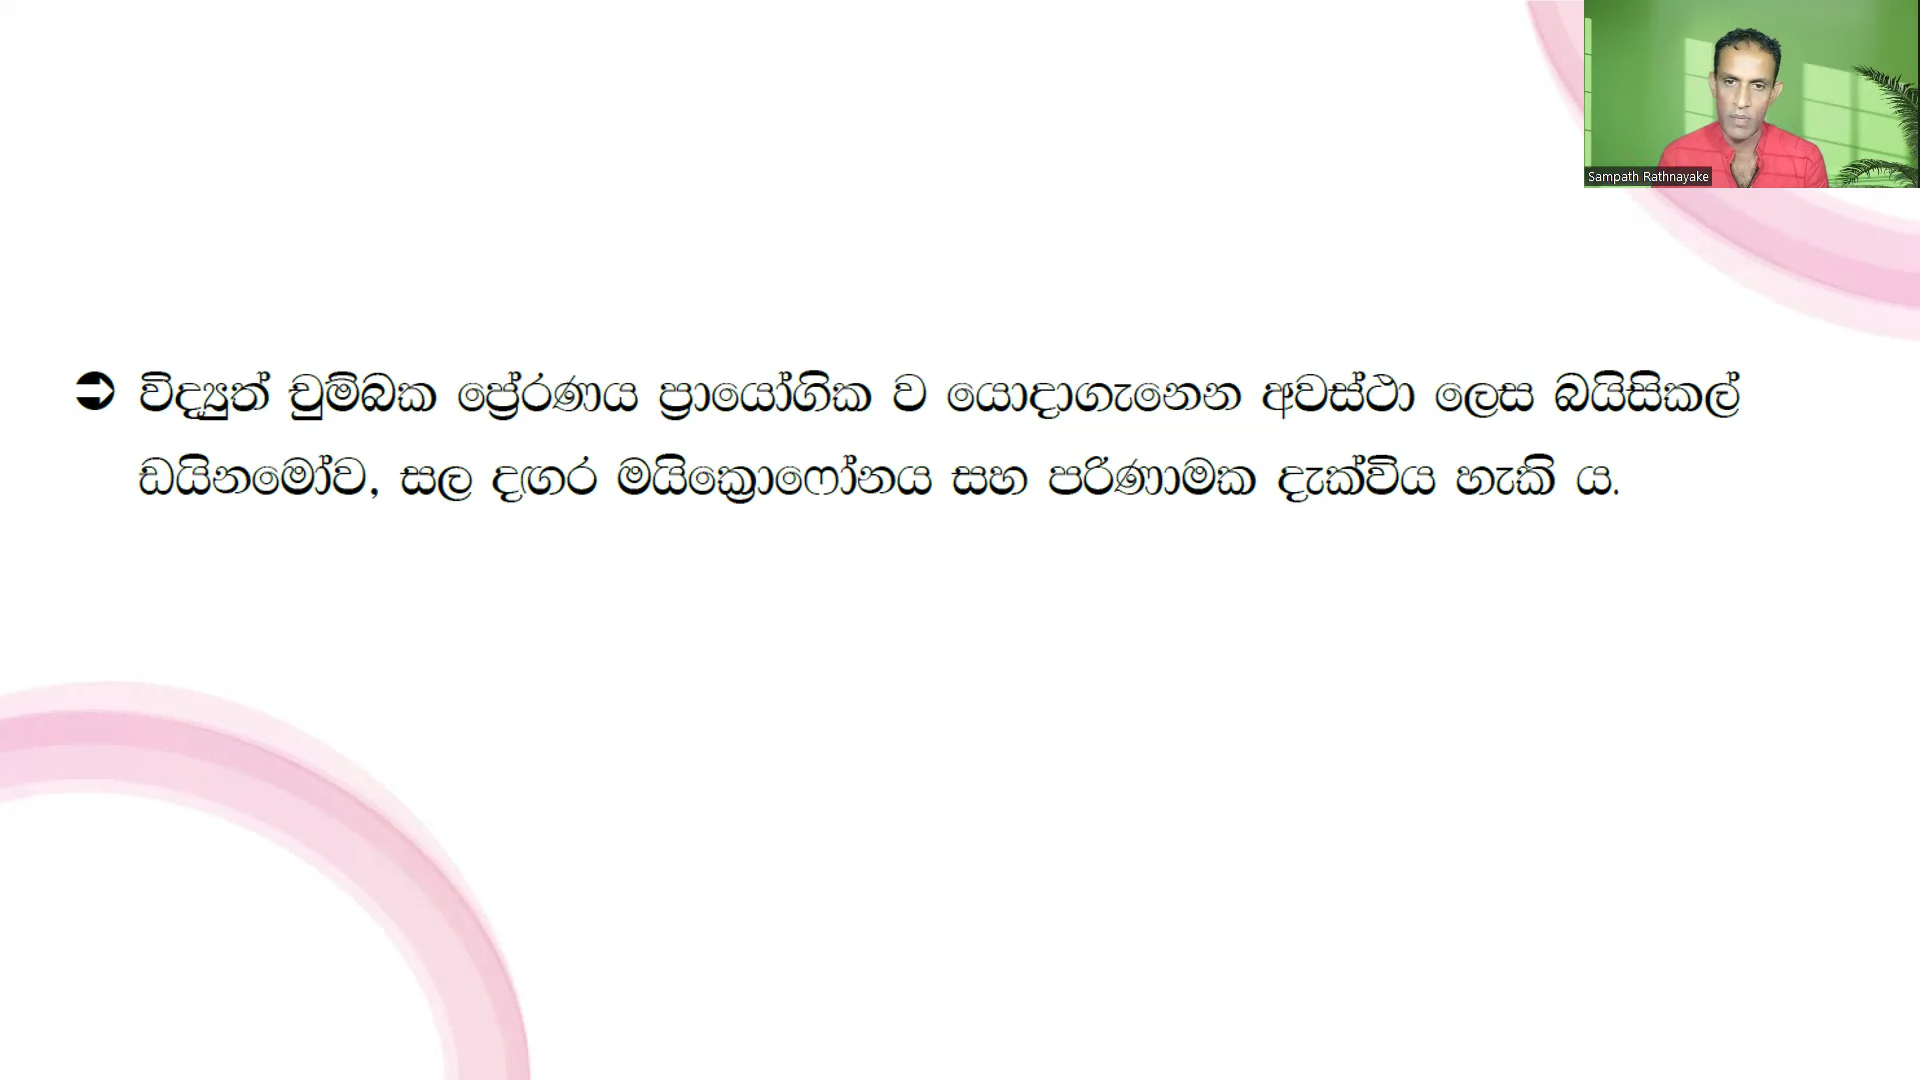 Sampath Rathnayake
➲ විද්‍යුත් චුම්බක ප්‍රේරණය ප්‍රායෝගික ව යොදාගැනෙන අවස්ථා ලෙස බයිසිකල්
ඩයිනමෝව, සල දඟර මයික්‍රොෆෝනය සහ පරිණාමක දැක්විය හැකි ය.